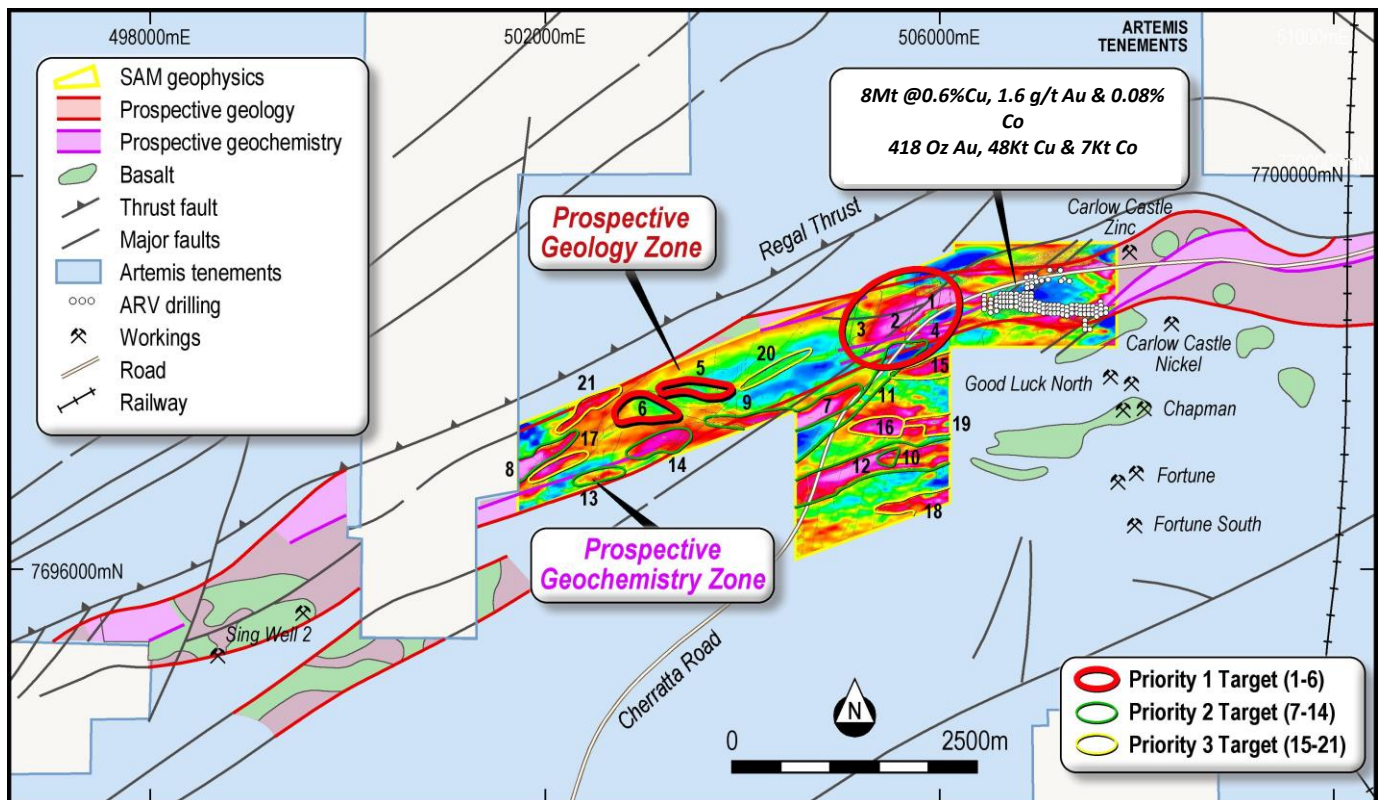 498000mE
502000mE
506000mE
ARTEMIS
TENEMENTS
51000mE
SAM geophysics
Prospective geology
Prospective geochemistry
Basalt
Thrust fault
Major faults
Artemis tenements
ARV drilling
Workings
Road
Railway
8Mt @0.6%Cu, 1.6 g/t Au & 0.08%
Co
418 Oz Au, 48Kt Cu & 7Kt Co
7700000mN
Prospective
Geology Zone
Regal Thrust
Carlow Castle
Zinc
Carlow Castle
Nickel
Good Luck North
Chapman
Fortune
Fortune South
1
2
3
4
20
5
15
21
6
9
7
11
16
19
17
14
8
12
10
13
18
Prospective
Geochemistry Zone
7696000mN
Sing Well 2
Cherratta Road
N
0
2500m
Priority 1 Target (1-6)
Priority 2 Target (7-14)
Priority 3 Target (15-21)